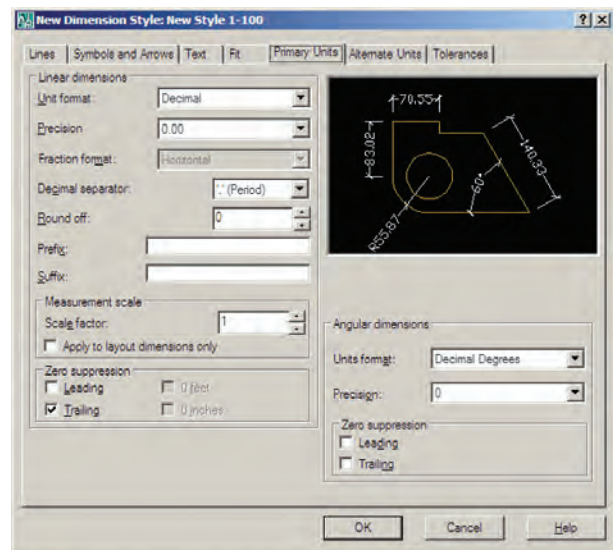 New Dimension Style: New Style 1-100
Lines Symbols and Arrows Text Fit Primary Units Alternate Units Tolerances
Linear dimensions
Unit format: Decimal
Precision 0.00
Fraction format: Horizontal
Decimal separator: '.' (Period)
Round off: 0
Prefix:
Suffix:
Measurement scale
Scale factor: 1
Apply to layout dimensions only
Zero suppression
Leading 0 feet
Trailing 0 inches
70.55
83.02
140.33
60°
R55.87
Angular dimensions
Units format: Decimal Degrees
Precision: 0
Zero suppression
Leading
Trailing
OK Cancel Help